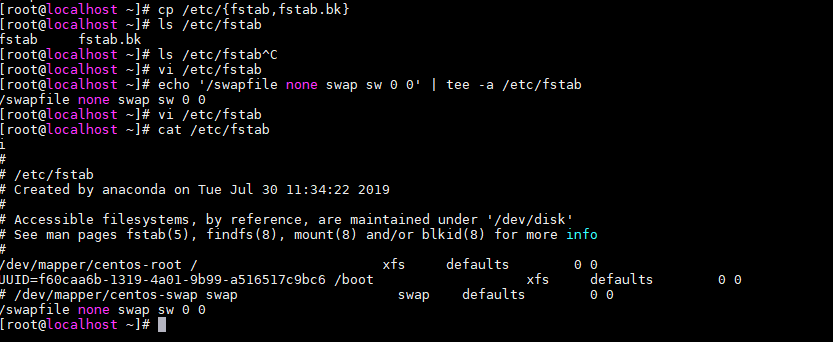 [root@localhost ~]# cp /etc/{fstab,fstab.bk}
[root@localhost ~]# ls /etc/fstab
fstab     fstab.bk
[root@localhost ~]# ls /etc/fstab^C
[root@localhost ~]# vi /etc/fstab
[root@localhost ~]# echo '/swapfile none swap sw 0 0' | tee -a /etc/fstab
/swapfile none swap sw 0 0
[root@localhost ~]# vi /etc/fstab
[root@localhost ~]# cat /etc/fstab
i
#
# /etc/fstab
# Created by anaconda on Tue Jul 30 11:34:22 2019
#
# Accessible filesystems, by reference, are maintained under '/dev/disk'
# See man pages fstab(5), findfs(8), mount(8) and/or blkid(8) for more info
#
/dev/mapper/centos-root /                       xfs     defaults        0 0
UUID=f60caa6b-1319-4a01-9b99-a516517c9bc6 /boot                         xfs     defaults        0 0
# /dev/mapper/centos-swap swap                    swap    defaults        0 0
/swapfile none swap sw 0 0
[root@localhost ~]#